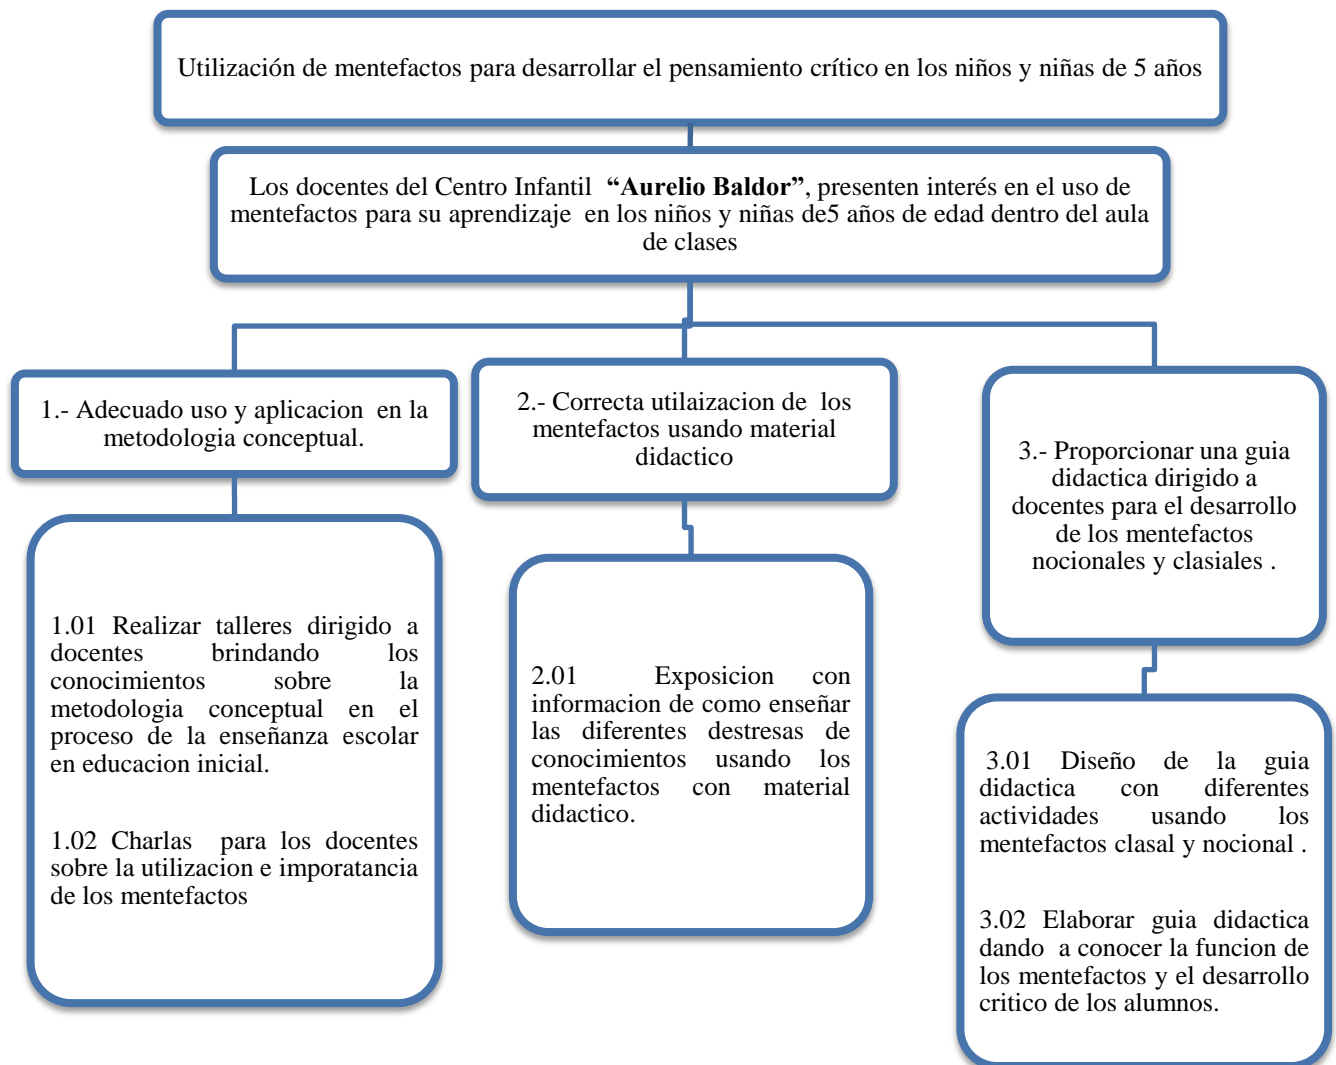 Utilización de mentefactos para desarrollar el pensamiento crítico en los niños y niñas de 5 años
Los docentes del Centro Infantil “Aurelio Baldor”, presenten interés en el uso de
mentefactos para su aprendizaje en los niños y niñas de5 años de edad dentro del aula
de clases
1.- Adecuado uso y aplicacion en la
metodologia conceptual.
2.- Correcta utilaizacion de los
mentefactos usando material
didactico
3.- Proporcionar una guia
didactica dirigido a
docentes para el desarrollo
de los mentefactos
nocionales y clasiales .
1.01 Realizar talleres dirigido a
docentes brindando los
conocimientos sobre la
metodologia conceptual en el
proceso de la enseñanza escolar
en educacion inicial.
1.02 Charlas para los docentes
sobre la utilizacion e imporatancia
de los mentefactos
2.01 Exposicion con
informacion de como enseñar
las diferentes destresas de
conocimientos usando los
mentefactos con material
didactico.
3.01 Diseño de la guia
didactica con diferentes
actividades usando los
mentefactos clasal y nocional .
3.02 Elaborar guia didactica
dando a conocer la funcion de
los mentefactos y el desarrollo
critico de los alumnos.